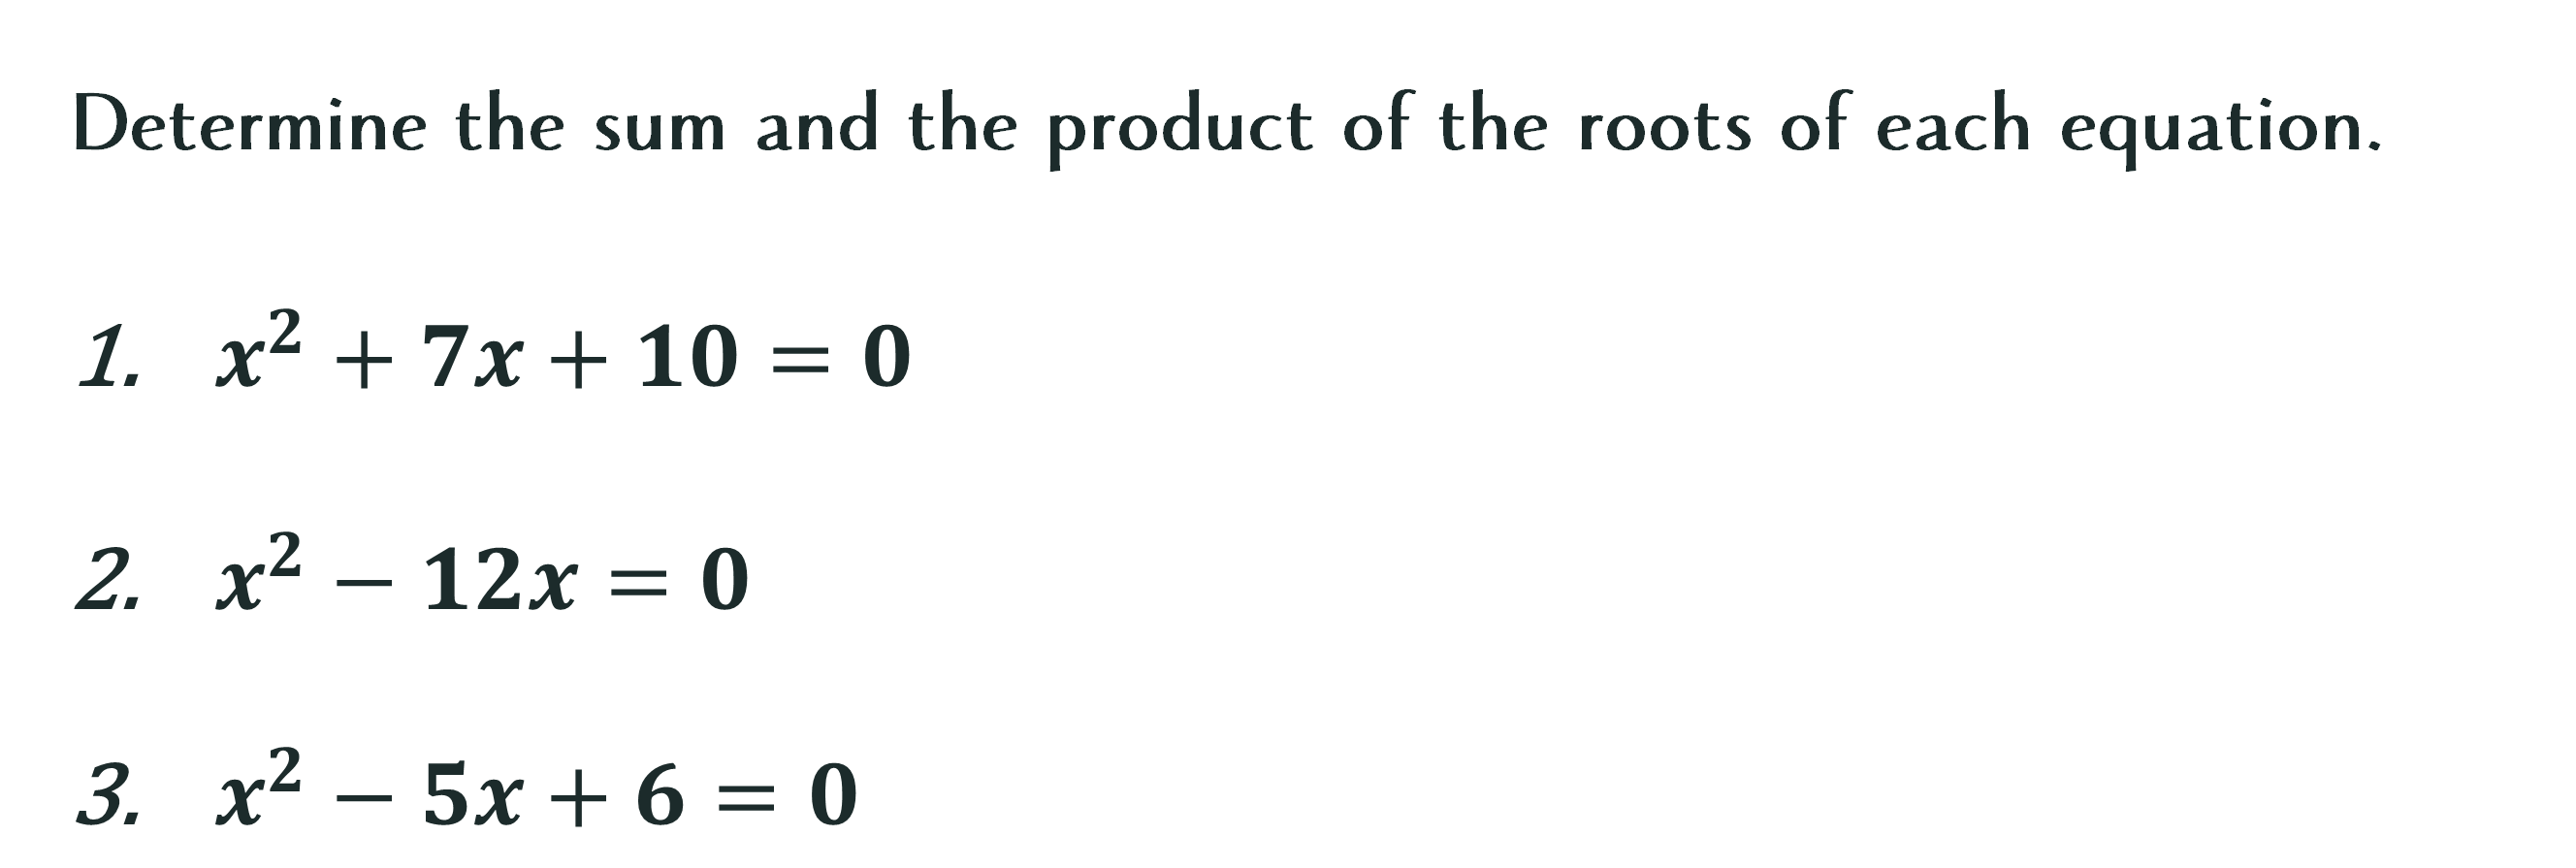 Determine the sum and the product of the roots of each equation.
1. x² + 7x + 10 = 0
2. x² − 12x = 0
3. x² − 5x + 6 = 0